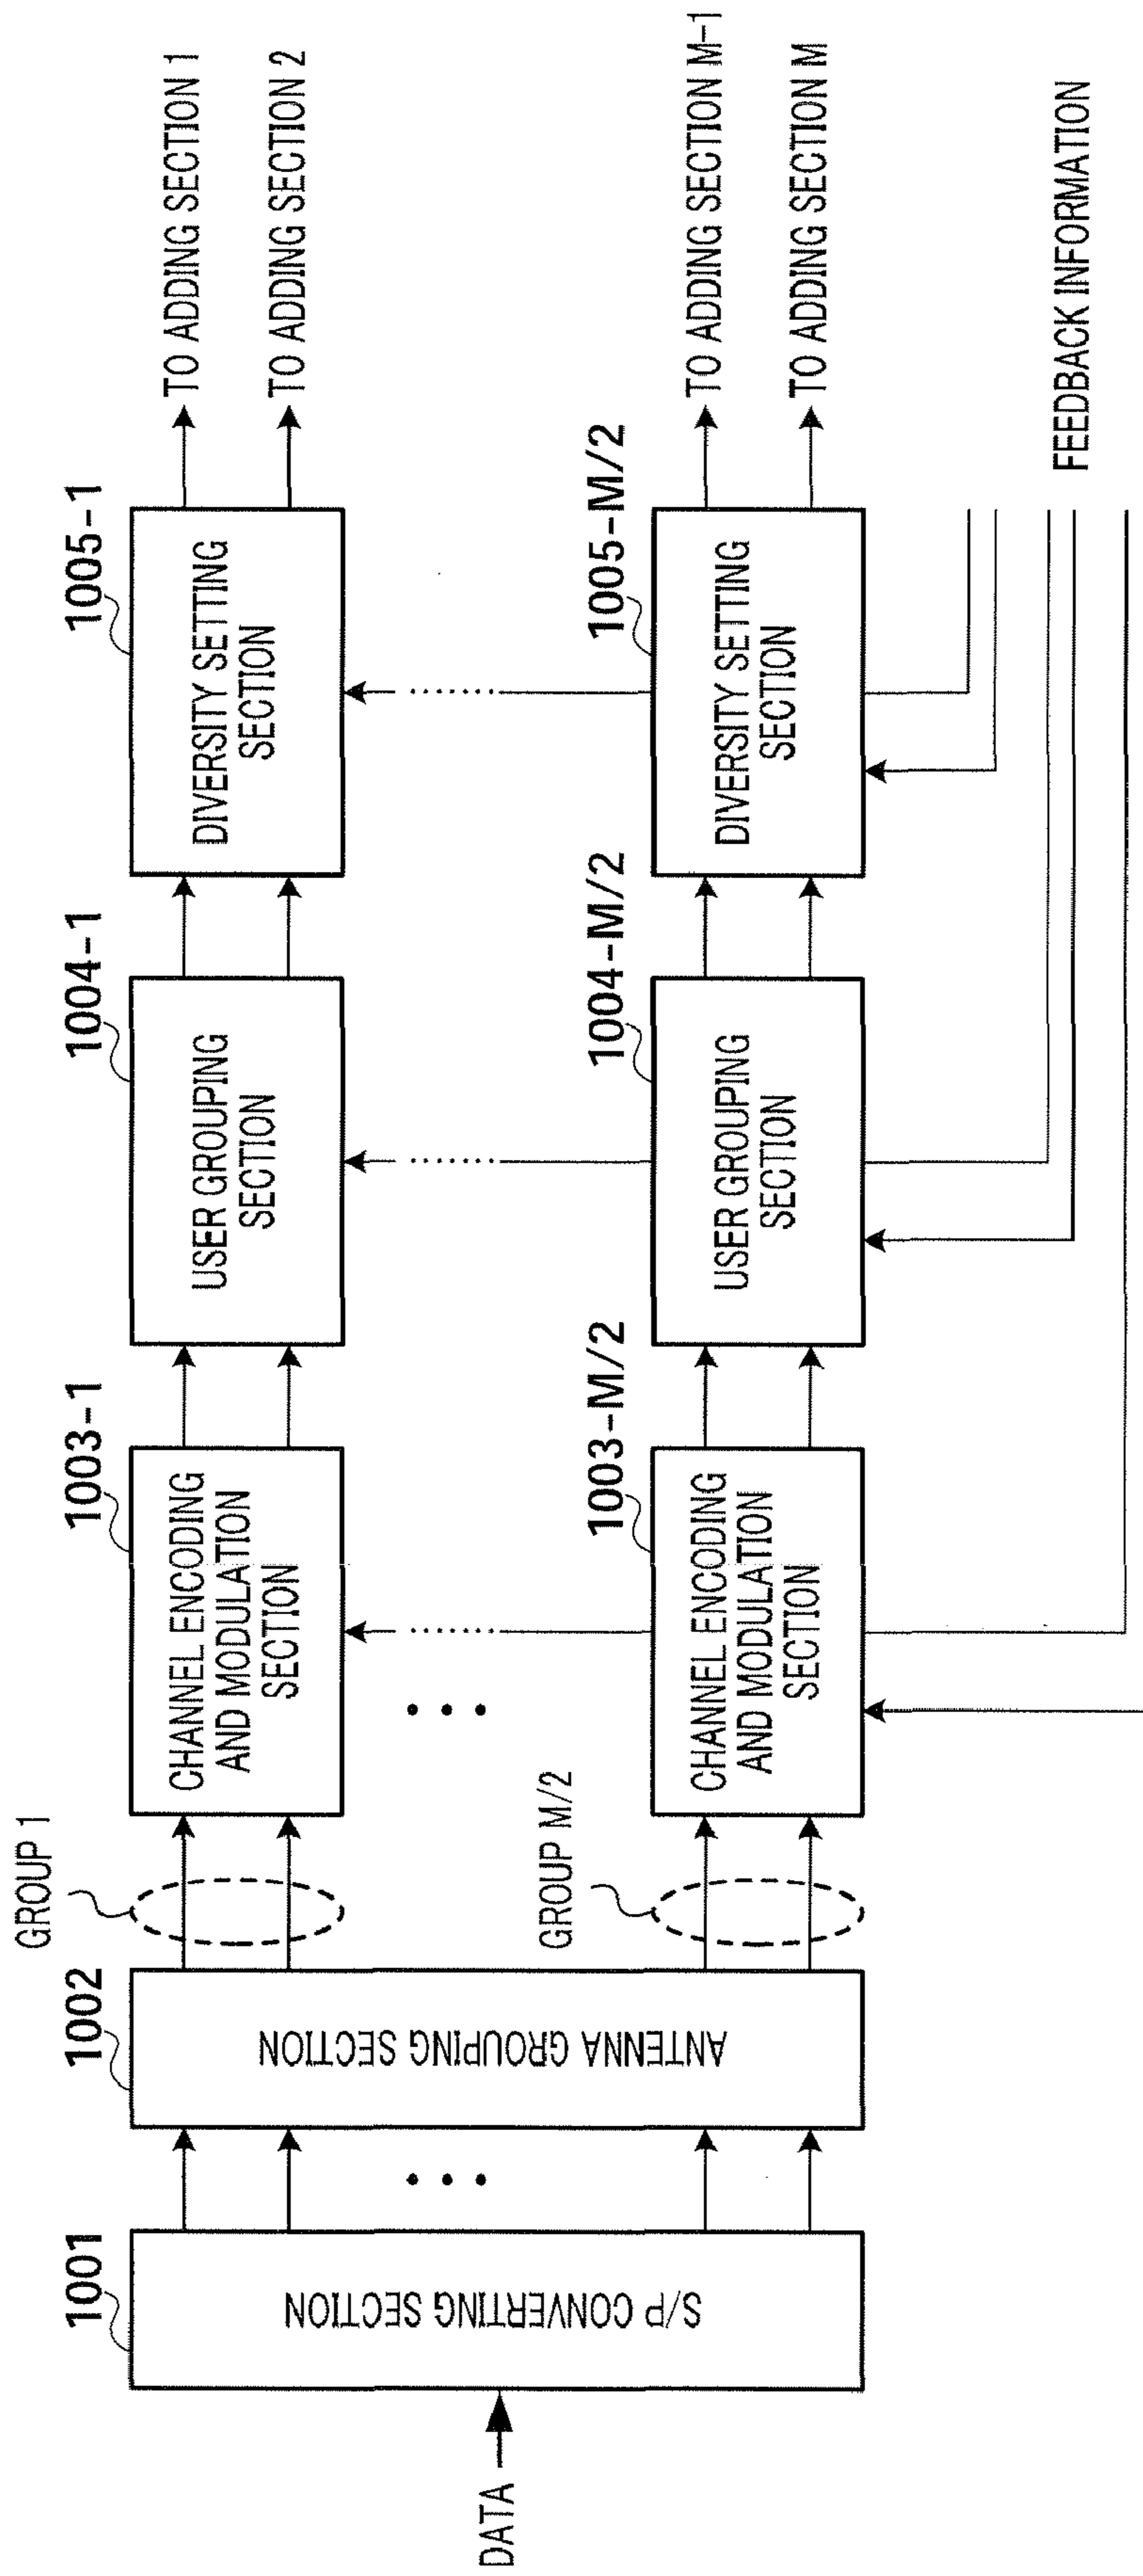 DATA
1001
S/P CONVERTING SECTION
1002
ANTENNA GROUPING SECTION
GROUP 1
GROUP M/2
1003-1
CHANNEL ENCODING
AND MODULATION
SECTION
1003-M/2
CHANNEL ENCODING
AND MODULATION
SECTION
1004-1
USER GROUPING
SECTION
1004-M/2
USER GROUPING
SECTION
1005-1
DIVERSITY SETTING
SECTION
1005-M/2
DIVERSITY SETTING
SECTION
TO ADDING SECTION 1
TO ADDING SECTION 2
TO ADDING SECTION M-1
TO ADDING SECTION M
FEEDBACK INFORMATION